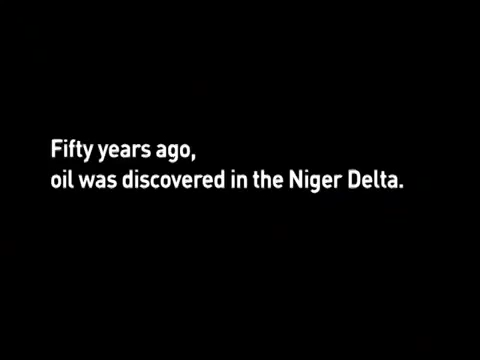 Fifty years ago,
oil was discovered in the Niger Delta.